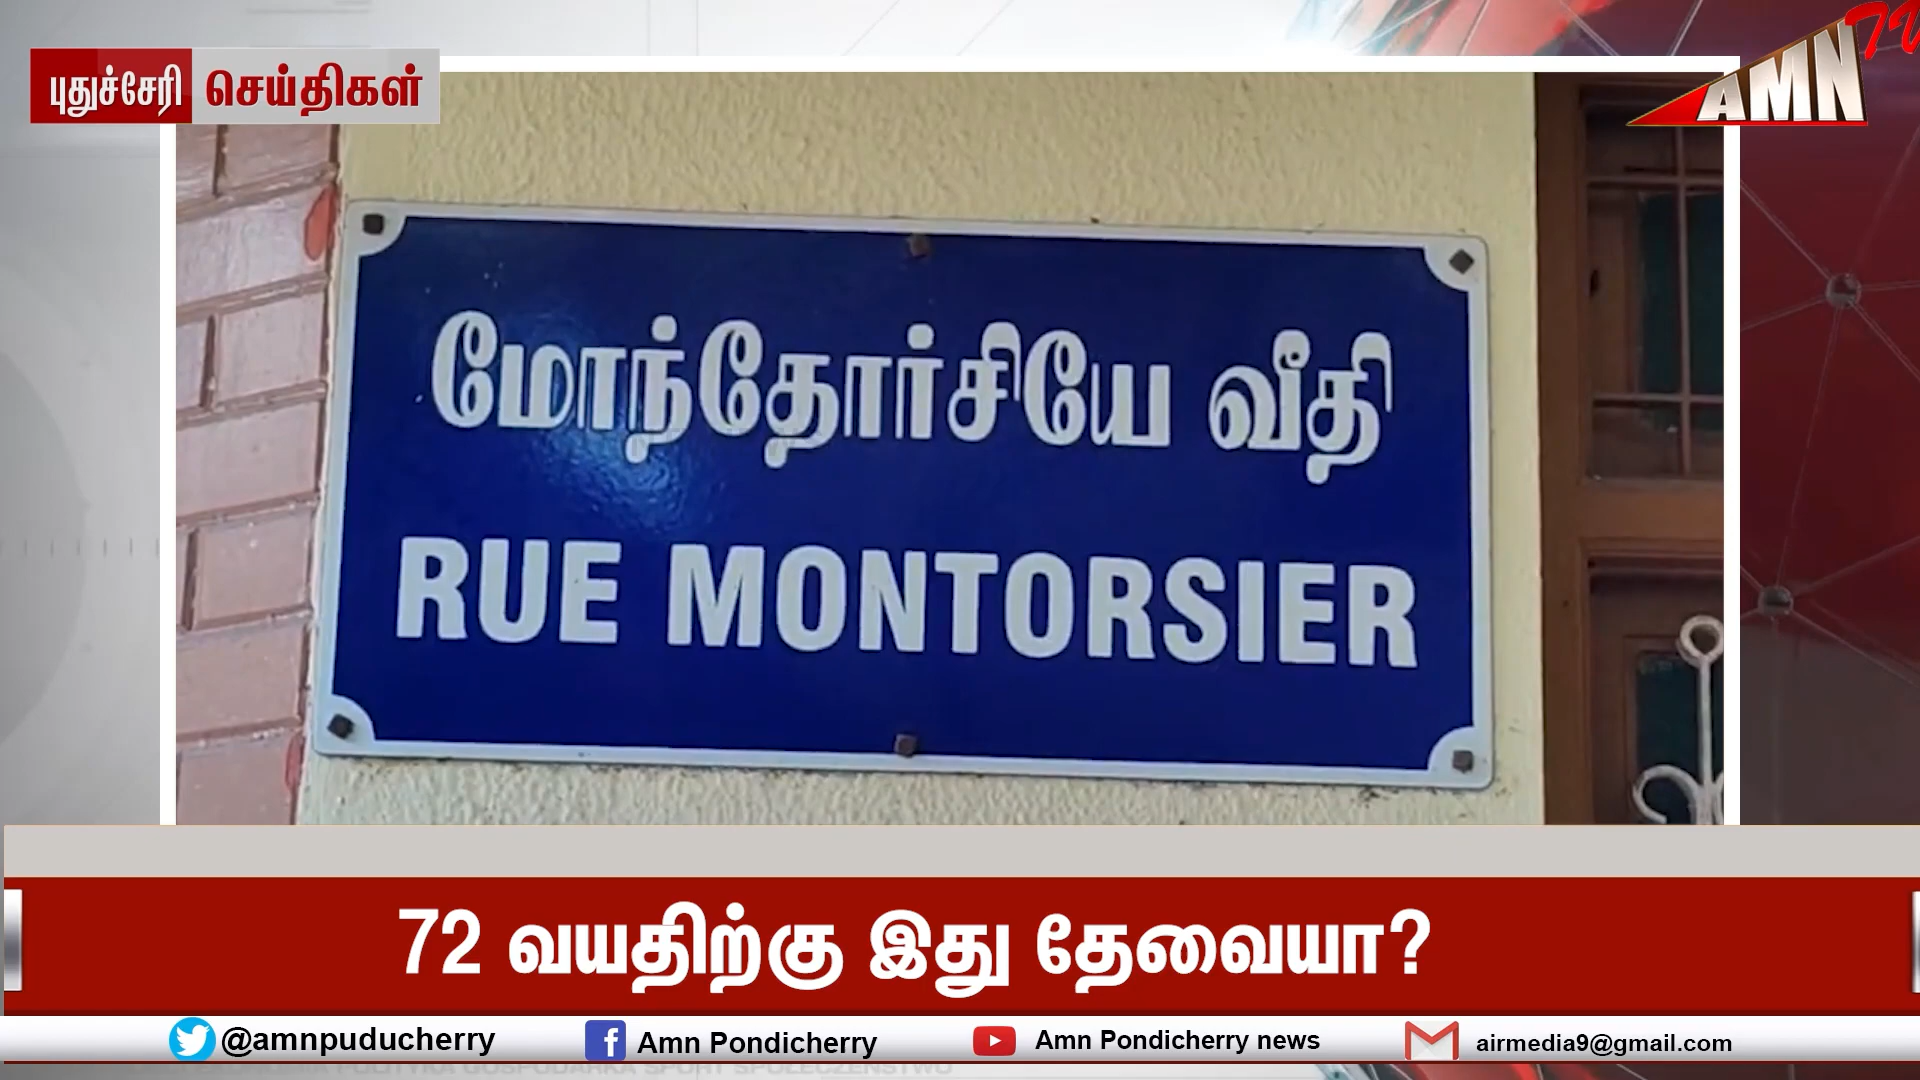 புதுச்சேரி செய்திகள்
AMN TV
மோந்தோர்சியே வீதி
RUE MONTORSIER
72 வயதிற்கு இது தேவையா?
@amnpuducherry Amn Pondicherry Amn Pondicherry news airmedia9@gmail.com